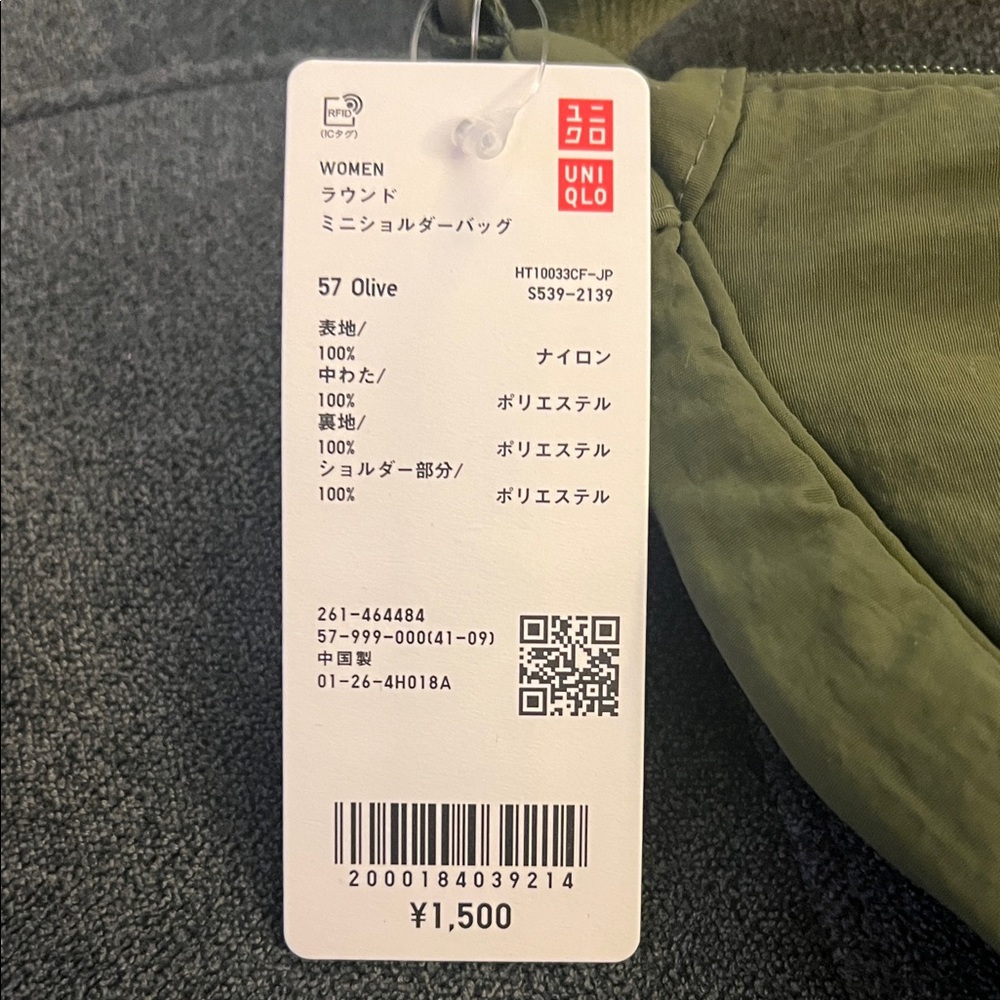 RFID
(ICタグ)
ユニ
クロ
UNI
QLO
WOMEN
ラウンド
ミニショルダーバッグ
57 Olive
HT10033CF-JP
S539-2139
表地/
100% ナイロン
中わた/
100% ポリエステル
裏地/
100% ポリエステル
ショルダー部分/
100% ポリエステル
261-464484
57-999-000(41-09)
中国製
01-26-4H018A
2000184039214
¥1,500